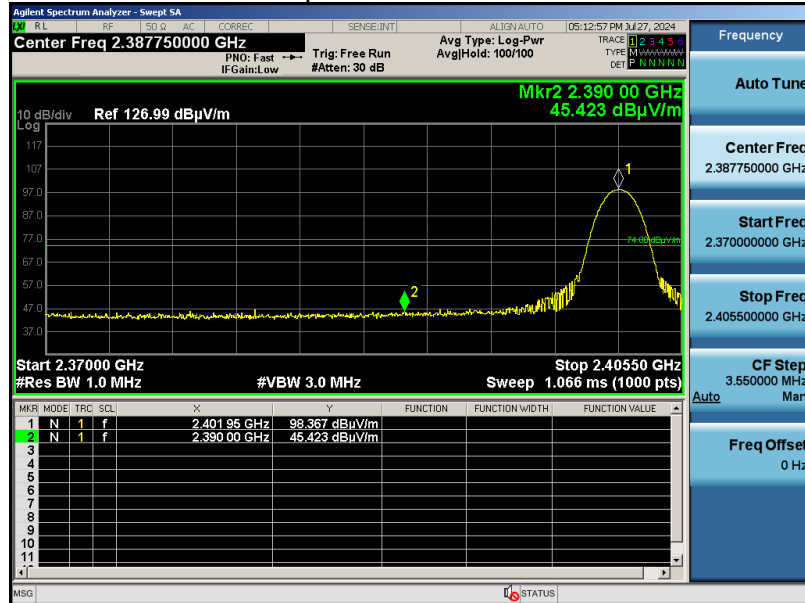 Agilent Spectrum Analyzer - Swept SA
LXI RL RF 50 Ω AC CORREC SENSE:INT ALIGN AUTO 05:12:57 PM Jul 27, 2024
Center Freq 2.387750000 GHz
PNO: Fast
IFGain:Low
Trig: Free Run
#Atten: 30 dB
Avg Type: Log-Pwr
Avg|Hold: 100/100
TRACE 1 2 3 4 5 6
TYPE M
DET P N N N N N
Mkr2 2.390 00 GHz
45.423 dBµV/m
10 dB/div Ref 126.99 dBµV/m
Log
117
107
97.0
87.0
77.0
67.0
57.0
47.0
37.0
1
2
74.00 dBµV/m
Start 2.37000 GHz Stop 2.40550 GHz
#Res BW 1.0 MHz #VBW 3.0 MHz Sweep 1.066 ms (1000 pts)
MKR MODE TRC SCL X Y FUNCTION FUNCTION WIDTH FUNCTION VALUE
1 N 1 f 2.401 95 GHz 98.367 dBµV/m
2 N 1 f 2.390 00 GHz 45.423 dBµV/m
3
4
5
6
7
8
9
10
11
MSG STATUS
Frequency
Auto Tune
Center Freq
2.387750000 GHz
Start Freq
2.370000000 GHz
Stop Freq
2.405500000 GHz
CF Step
3.550000 MHz
Auto Man
Freq Offset
0 Hz